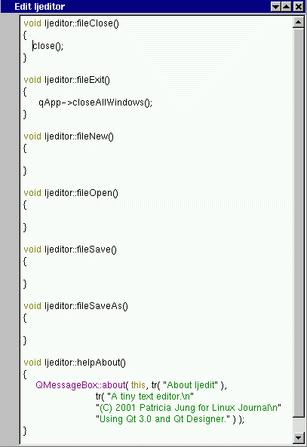 Edit ljeditor
void ljeditor::fileClose()
{
close();
}
void ljeditor::fileExit()
{
qApp->closeAllWindows();
}
void ljeditor::fileNew()
{
}
void ljeditor::fileOpen()
{
}
void ljeditor::fileSave()
{
}
void ljeditor::fileSaveAs()
{
}
void ljeditor::helpAbout()
{
QMessageBox::about( this, tr( "About ljedit" ),
tr( "A tiny text editor.\n"
"(C) 2001 Patricia Jung for Linux Journal\n"
"Using Qt 3.0 and Qt Designer." ) );
}